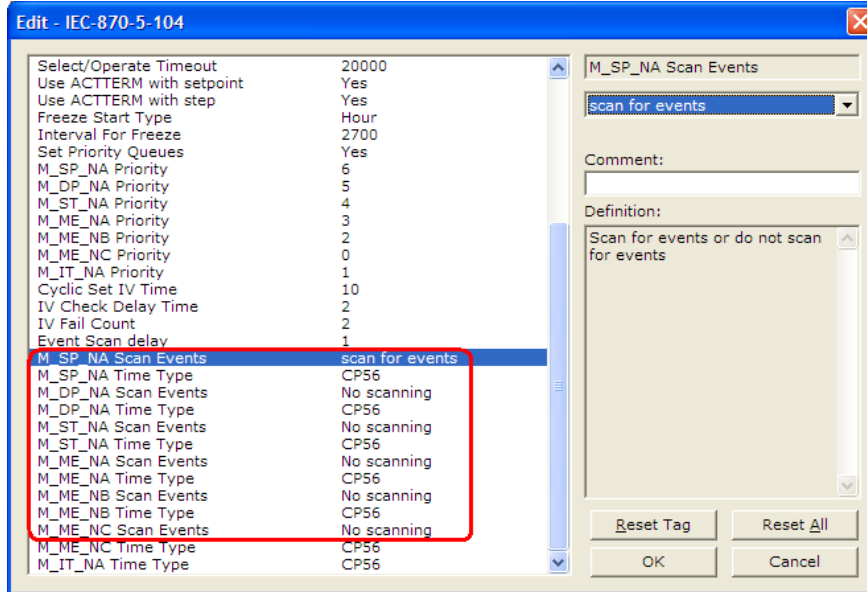 Edit - IEC-870-5-104
Select/Operate Timeout 20000
Use ACTTERM with setpoint Yes
Use ACTTERM with step Yes
Freeze Start Type Hour
Interval For Freeze 2700
Set Priority Queues Yes
M_SP_NA Priority 6
M_DP_NA Priority 5
M_ST_NA Priority 4
M_ME_NA Priority 3
M_ME_NB Priority 2
M_ME_NC Priority 0
M_IT_NA Priority 1
Cyclic Set IV Time 10
IV Check Delay Time 2
IV Fail Count 2
Event Scan delay 1
M_SP_NA Scan Events scan for events
M_SP_NA Time Type CP56
M_DP_NA Scan Events No scanning
M_DP_NA Time Type CP56
M_ST_NA Scan Events No scanning
M_ST_NA Time Type CP56
M_ME_NA Scan Events No scanning
M_ME_NA Time Type CP56
M_ME_NB Scan Events No scanning
M_ME_NB Time Type CP56
M_ME_NC Scan Events No scanning
M_ME_NC Time Type CP56
M_IT_NA Time Type CP56
M_SP_NA Scan Events
scan for events
Comment:
Definition:
Scan for events or do not scan
for events
Reset Tag Reset All
OK Cancel